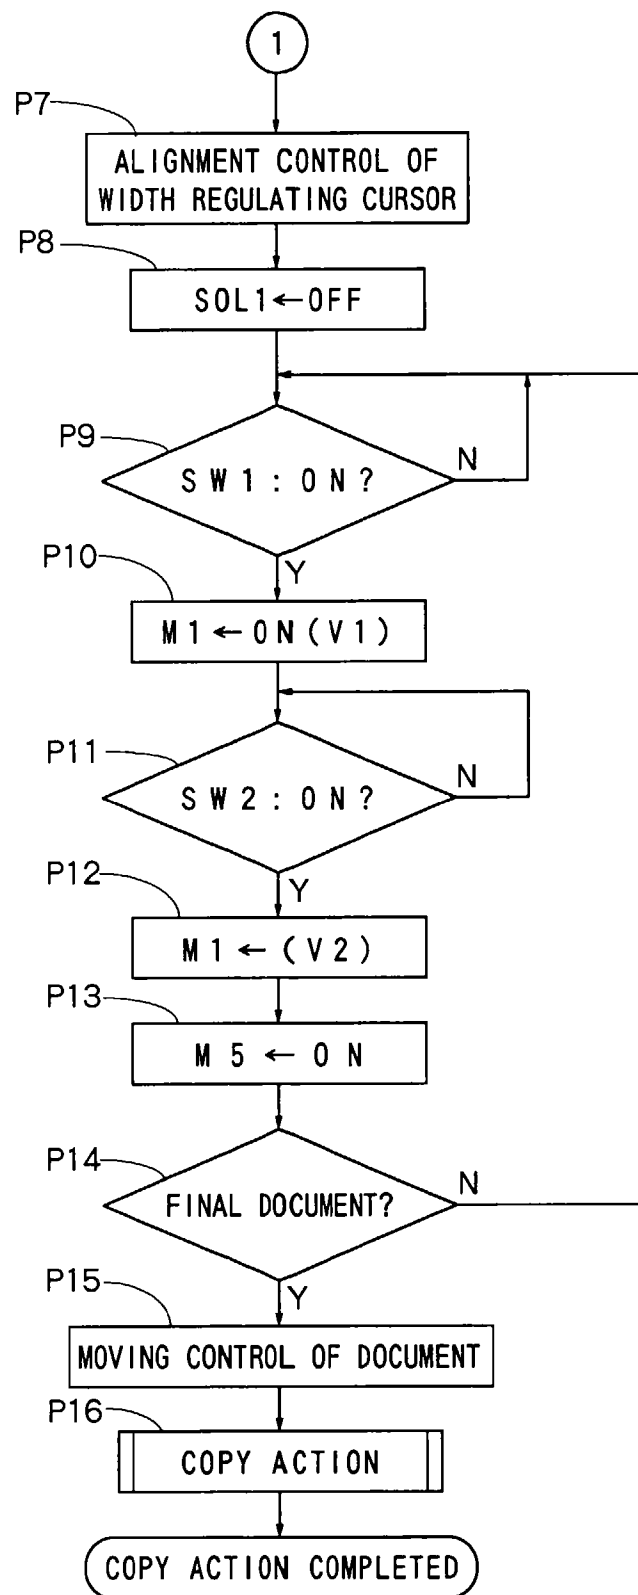 1
P7
ALIGNMENT CONTROL OF
WIDTH REGULATING CURSOR
P8
SOL1←OFF
P9
SW1:ON?
N
Y
P10
M1←ON(V1)
P11
SW2:ON?
N
Y
P12
M1←(V2)
P13
M5←ON
P14
FINAL DOCUMENT?
N
Y
P15
MOVING CONTROL OF DOCUMENT
P16
COPY ACTION
COPY ACTION COMPLETED